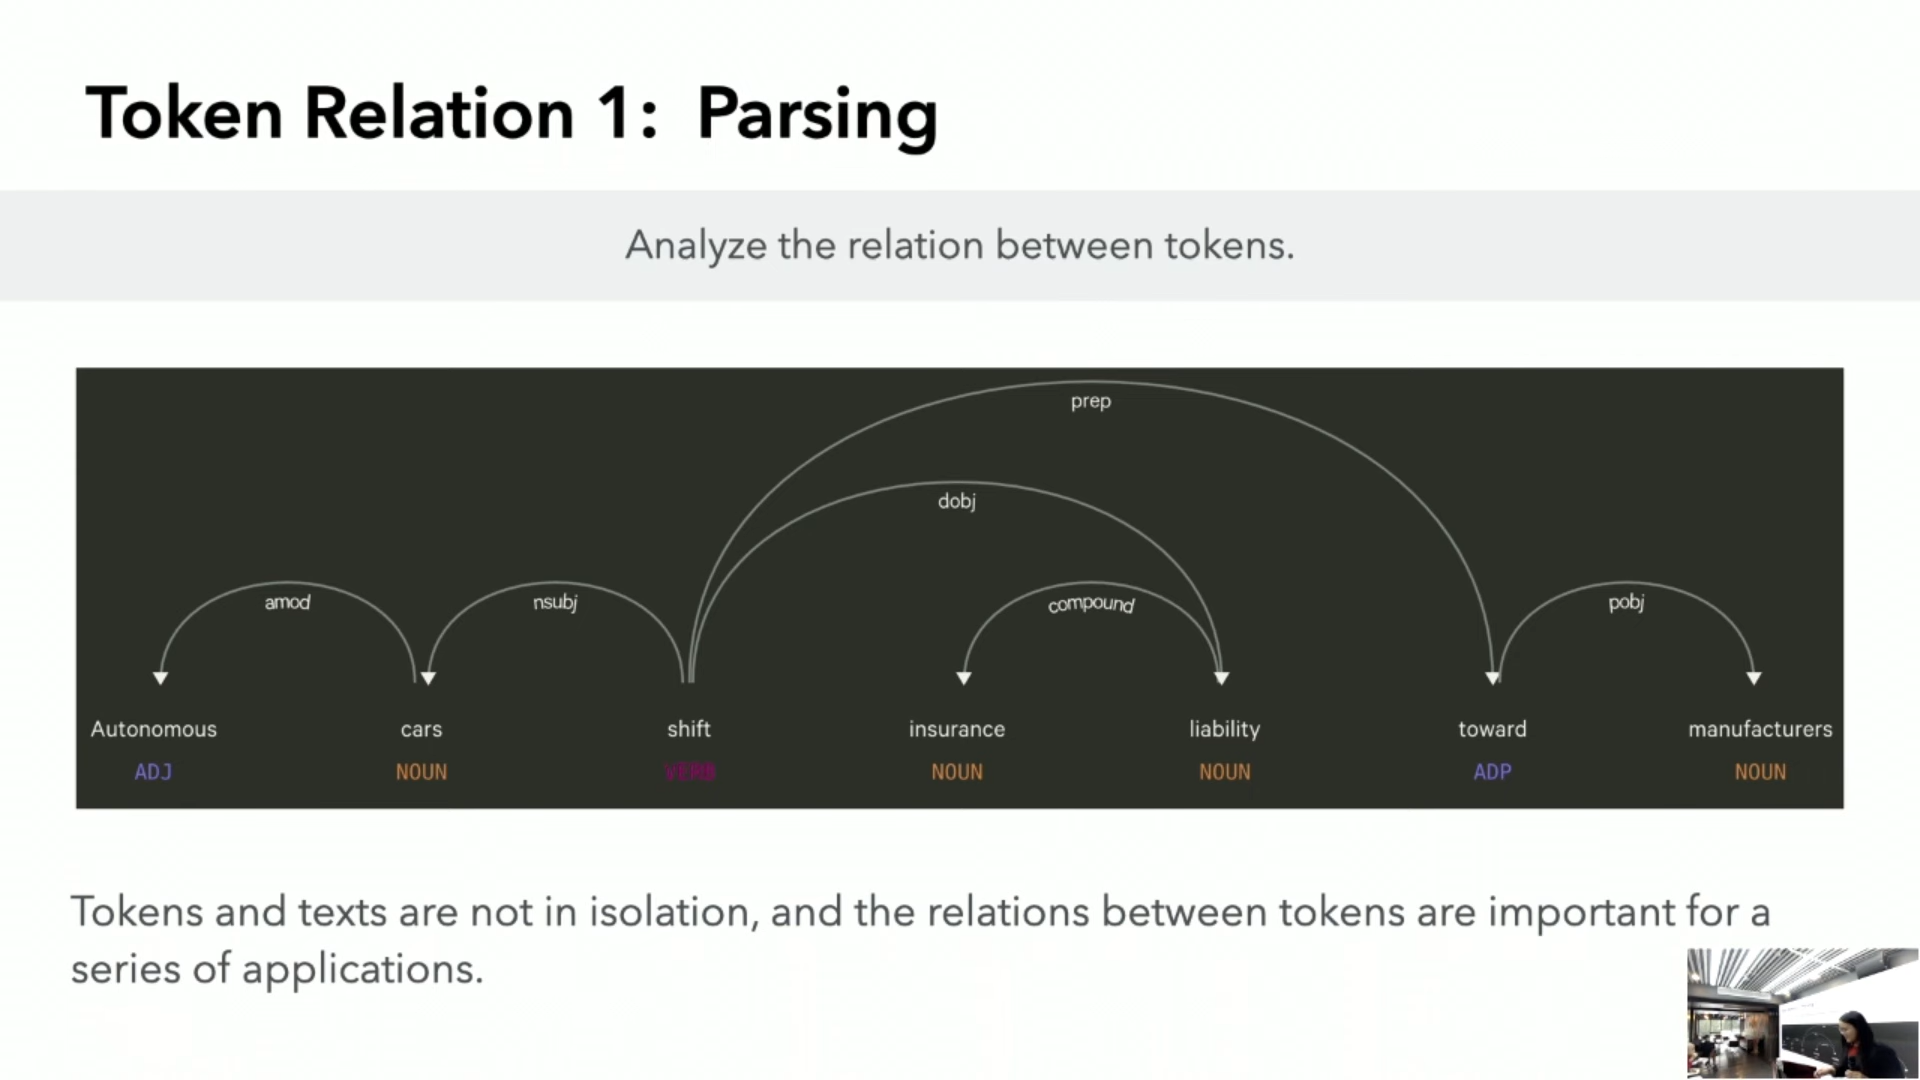 Token Relation 1: Parsing
Analyze the relation between tokens.
prep
dobj
amod nsubj compound pobj
Autonomous cars shift insurance liability toward manufacturers
ADJ NOUN VERB NOUN NOUN ADP NOUN
Tokens and texts are not in isolation, and the relations between tokens are important for a
series of applications.